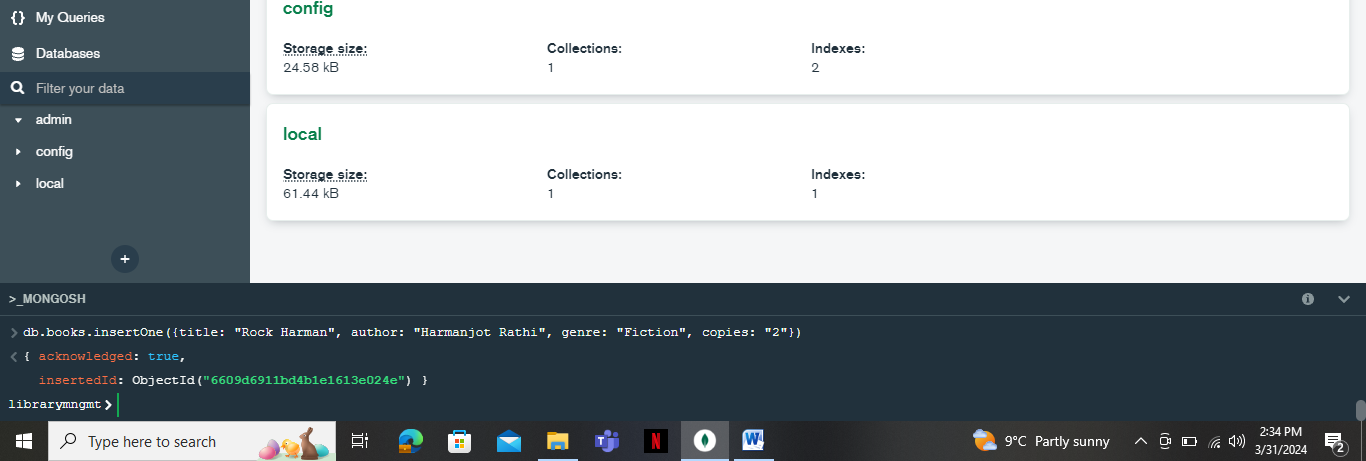 {} My Queries
config
Storage size:
Collections:
Indexes:
24.58 kB
1
2
Databases
Filter your data
admin
config
local
local
Storage size:
Collections:
Indexes:
61.44 kB
1
1
+
>_MONGOSH
> db.books.insertOne({title: "Rock Harman", author: "Harmanjot Rathi", genre: "Fiction", copies: "2"})
< { acknowledged: true,
insertedId: ObjectId("6609d6911bd4b1e1613e024e") }
librarymngmt>
Type here to search
N
W
9°C Partly sunny
2:34 PM
3/31/2024
2